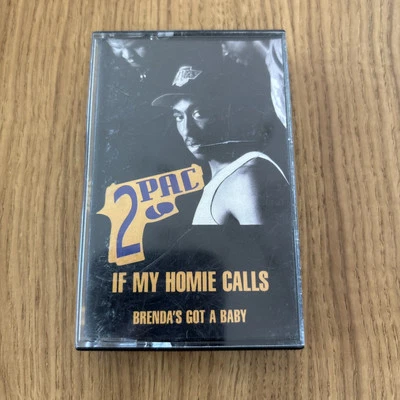 2PAC
IF MY HOMIE CALLS
BRENDA'S GOT A BABY